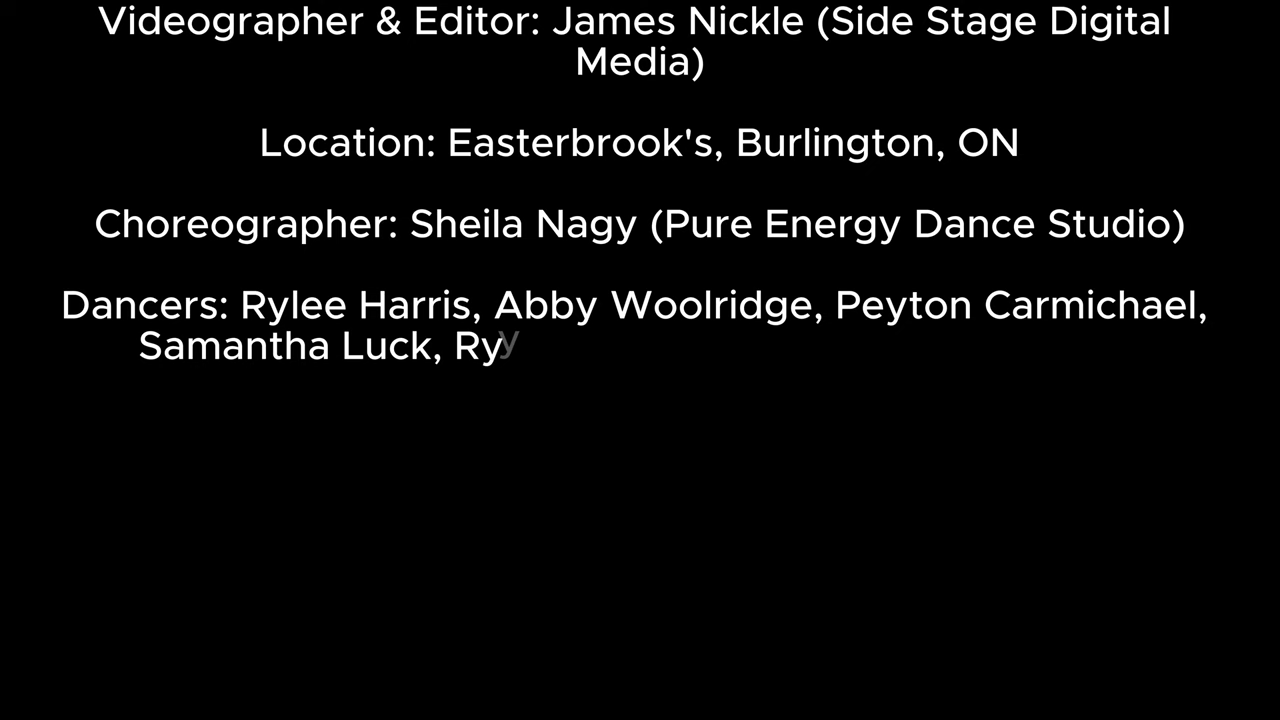 Videographer & Editor: James Nickle (Side Stage Digital
Media)
Location: Easterbrook's, Burlington, ON
Choreographer: Sheila Nagy (Pure Energy Dance Studio)
Dancers: Rylee Harris, Abby Woolridge, Peyton Carmichael,
Samantha Luck,